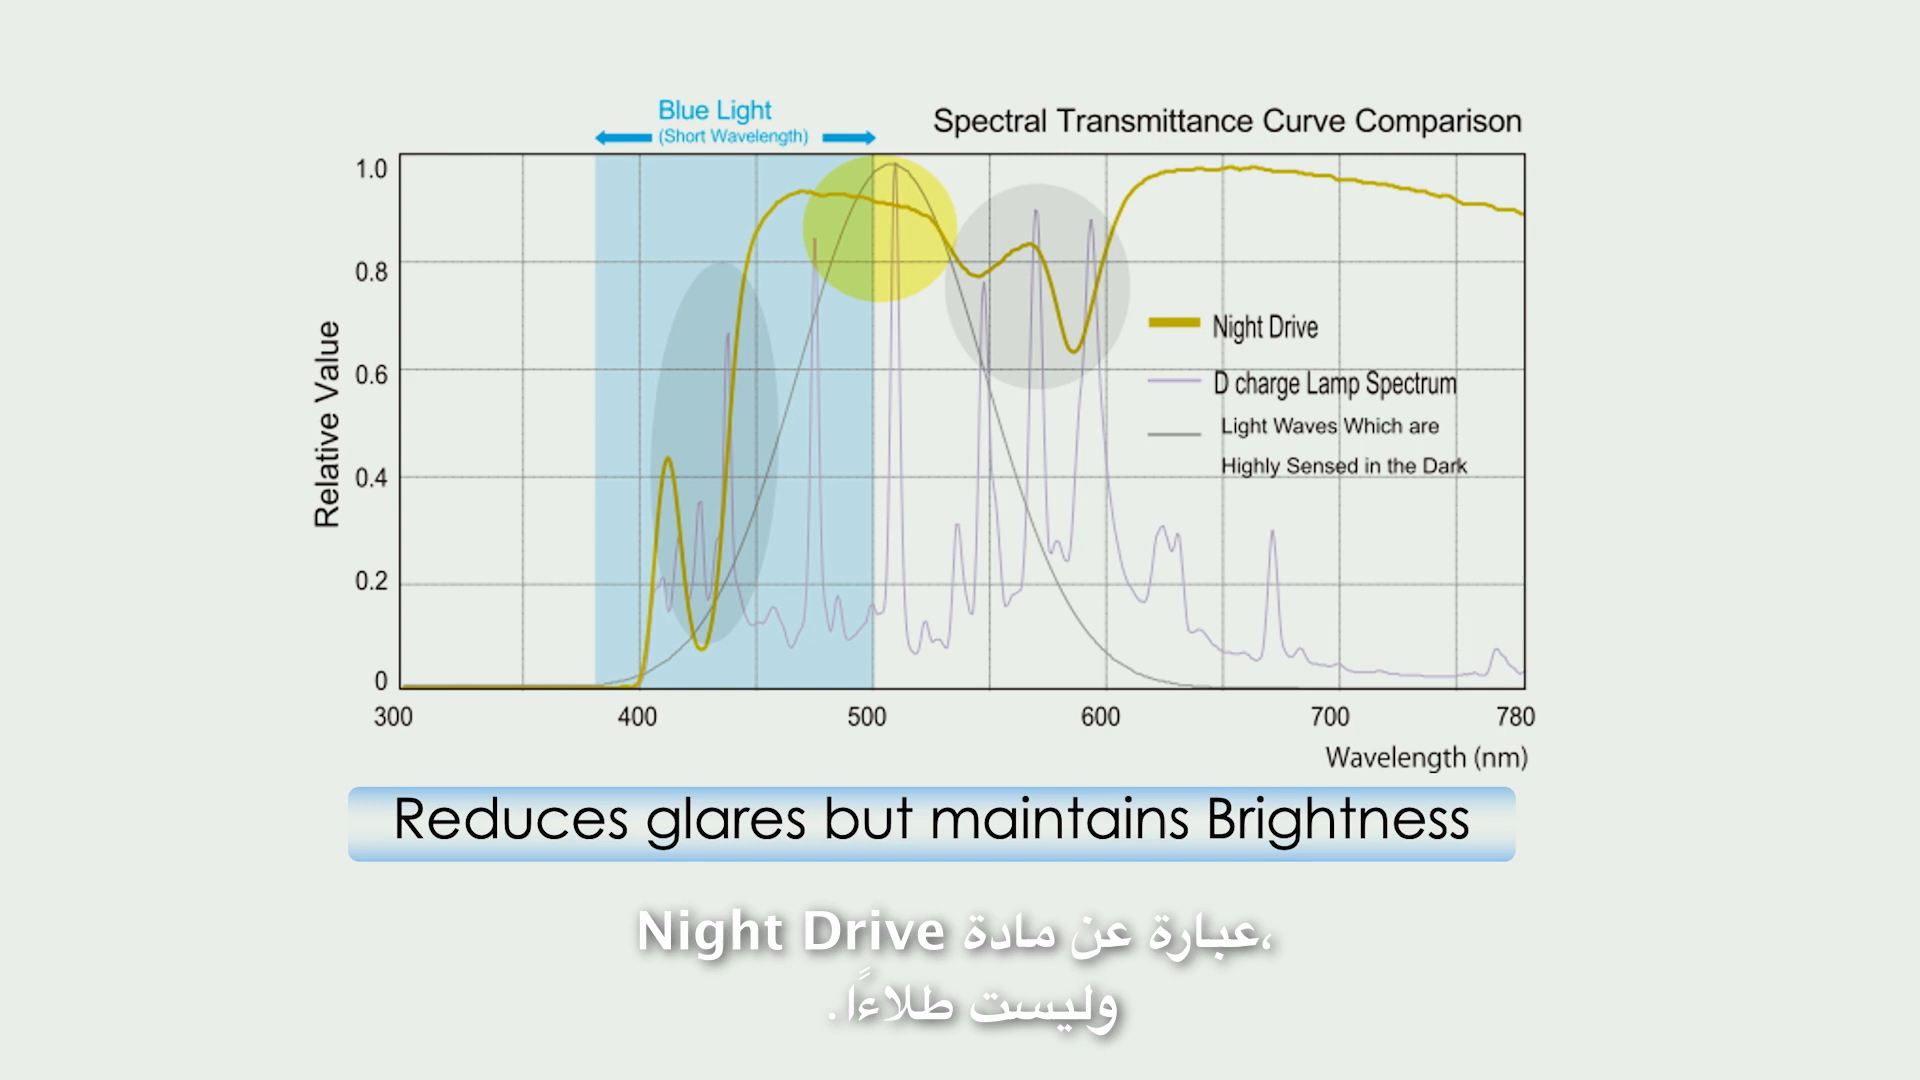 Blue Light
(Short Wavelength)
Spectral Transmittance Curve Comparison
1.0
0.8
0.6
0.4
0.2
0
Relative Value
Night Drive
D charge Lamp Spectrum
Light Waves Which are
Highly Sensed in the Dark
300 400 500 600 700 780
Wavelength (nm)
Reduces glares but maintains Brightness
Night Drive عبارة عن مادة،
وليست طلاءًا.